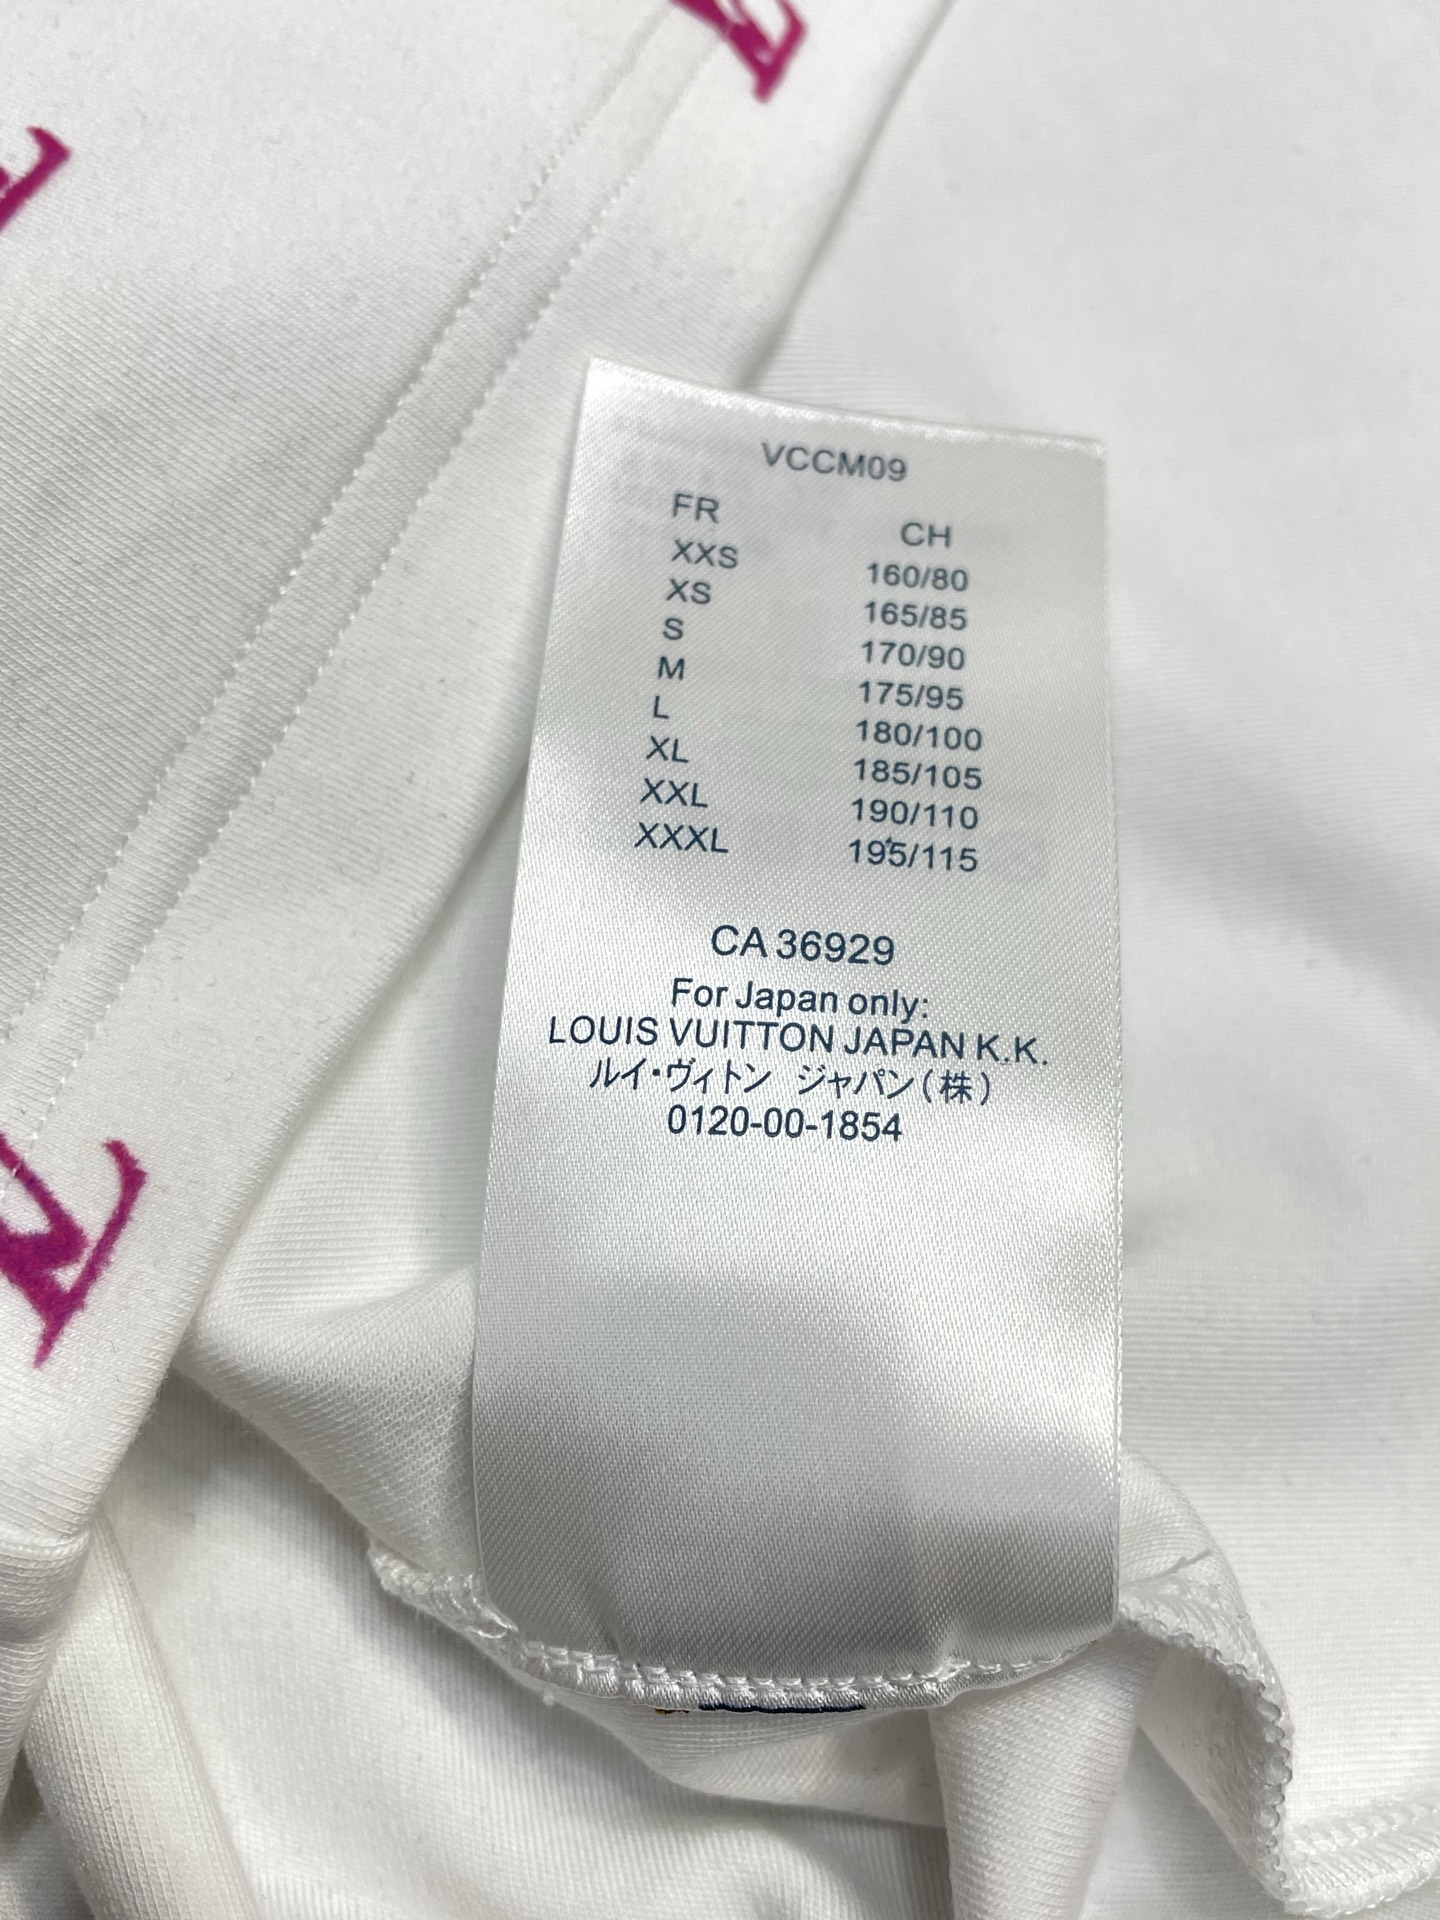 VCCM09
FR CH
XXS 160/80
XS 165/85
S 170/90
M 175/95
L 180/100
XL 185/105
XXL 190/110
XXXL 195/115
CA 36929
For Japan only:
LOUIS VUITTON JAPAN K.K.
ルイ・ヴィトン ジャパン(株)
0120-00-1854